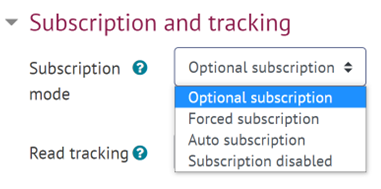 Subscription and tracking
Subscription mode
Optional subscription
Optional subscription
Forced subscription
Auto subscription
Subscription disabled
Read tracking